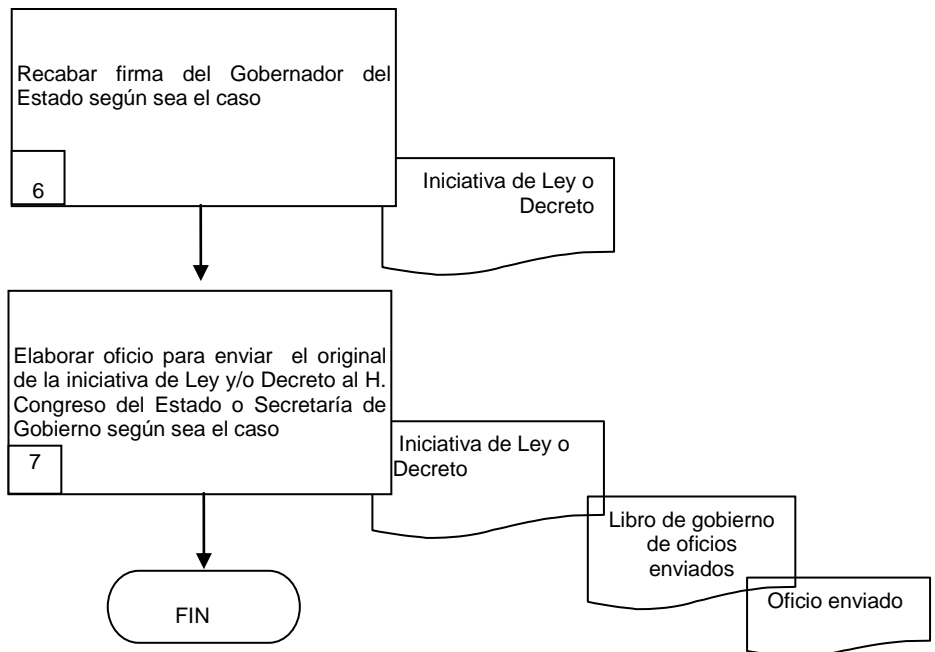 Recabar firma del Gobernador del
Estado según sea el caso
6
Iniciativa de Ley o
Decreto
Elaborar oficio para enviar el original
de la iniciativa de Ley y/o Decreto al H.
Congreso del Estado o Secretaría de
Gobierno según sea el caso
7
Iniciativa de Ley o
Decreto
Libro de gobierno
de oficios
enviados
Oficio enviado
FIN